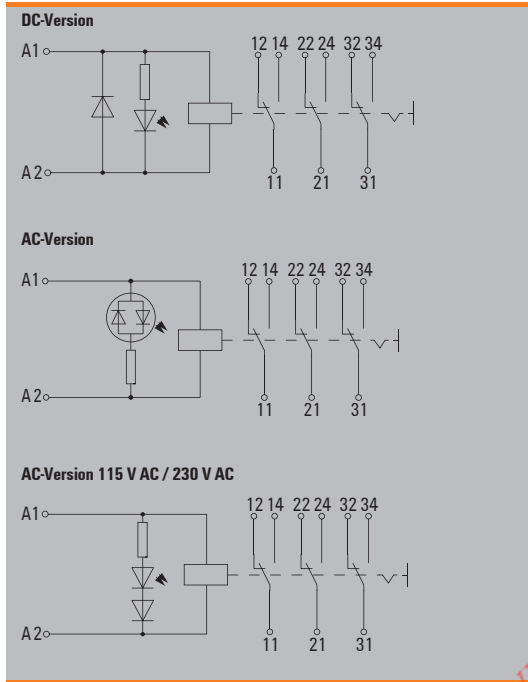 DC-Version
12 14 22 24 32 34
A1
A2
11 21 31
AC-Version
12 14 22 24 32 34
A1
A2
11 21 31
AC-Version 115 V AC / 230 V AC
12 14 22 24 32 34
A1
A2
11 21 31